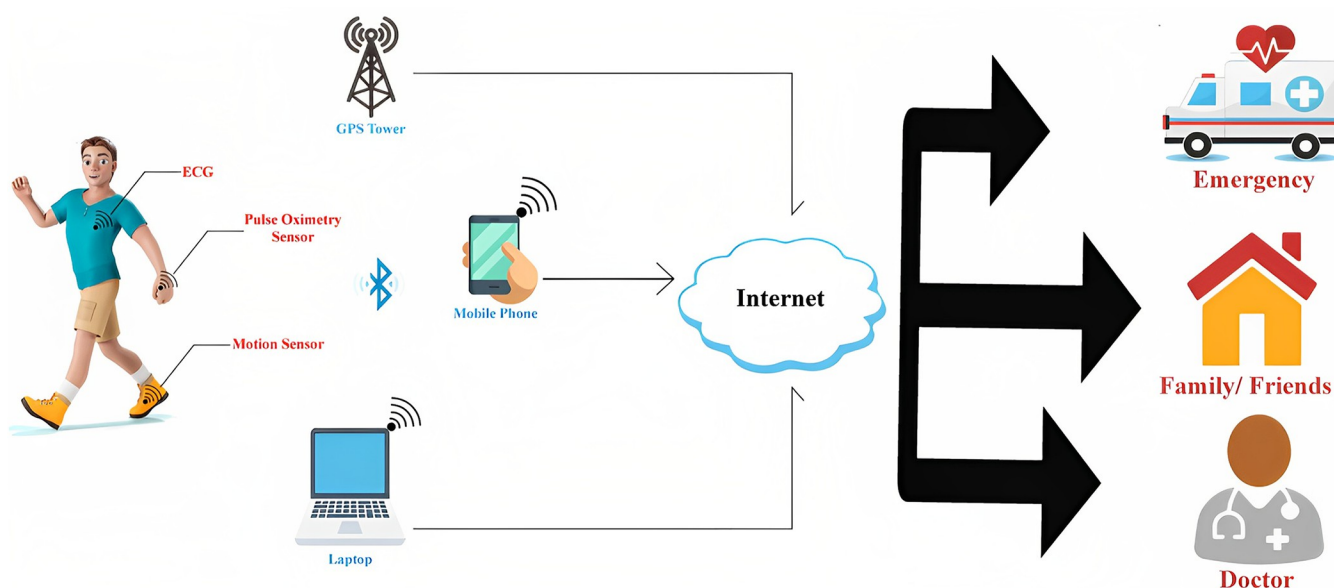 GPS Tower
ECG
Pulse Oximetry
Sensor
Motion Sensor
Mobile Phone
Laptop
Internet
Emergency
Family/ Friends
Doctor